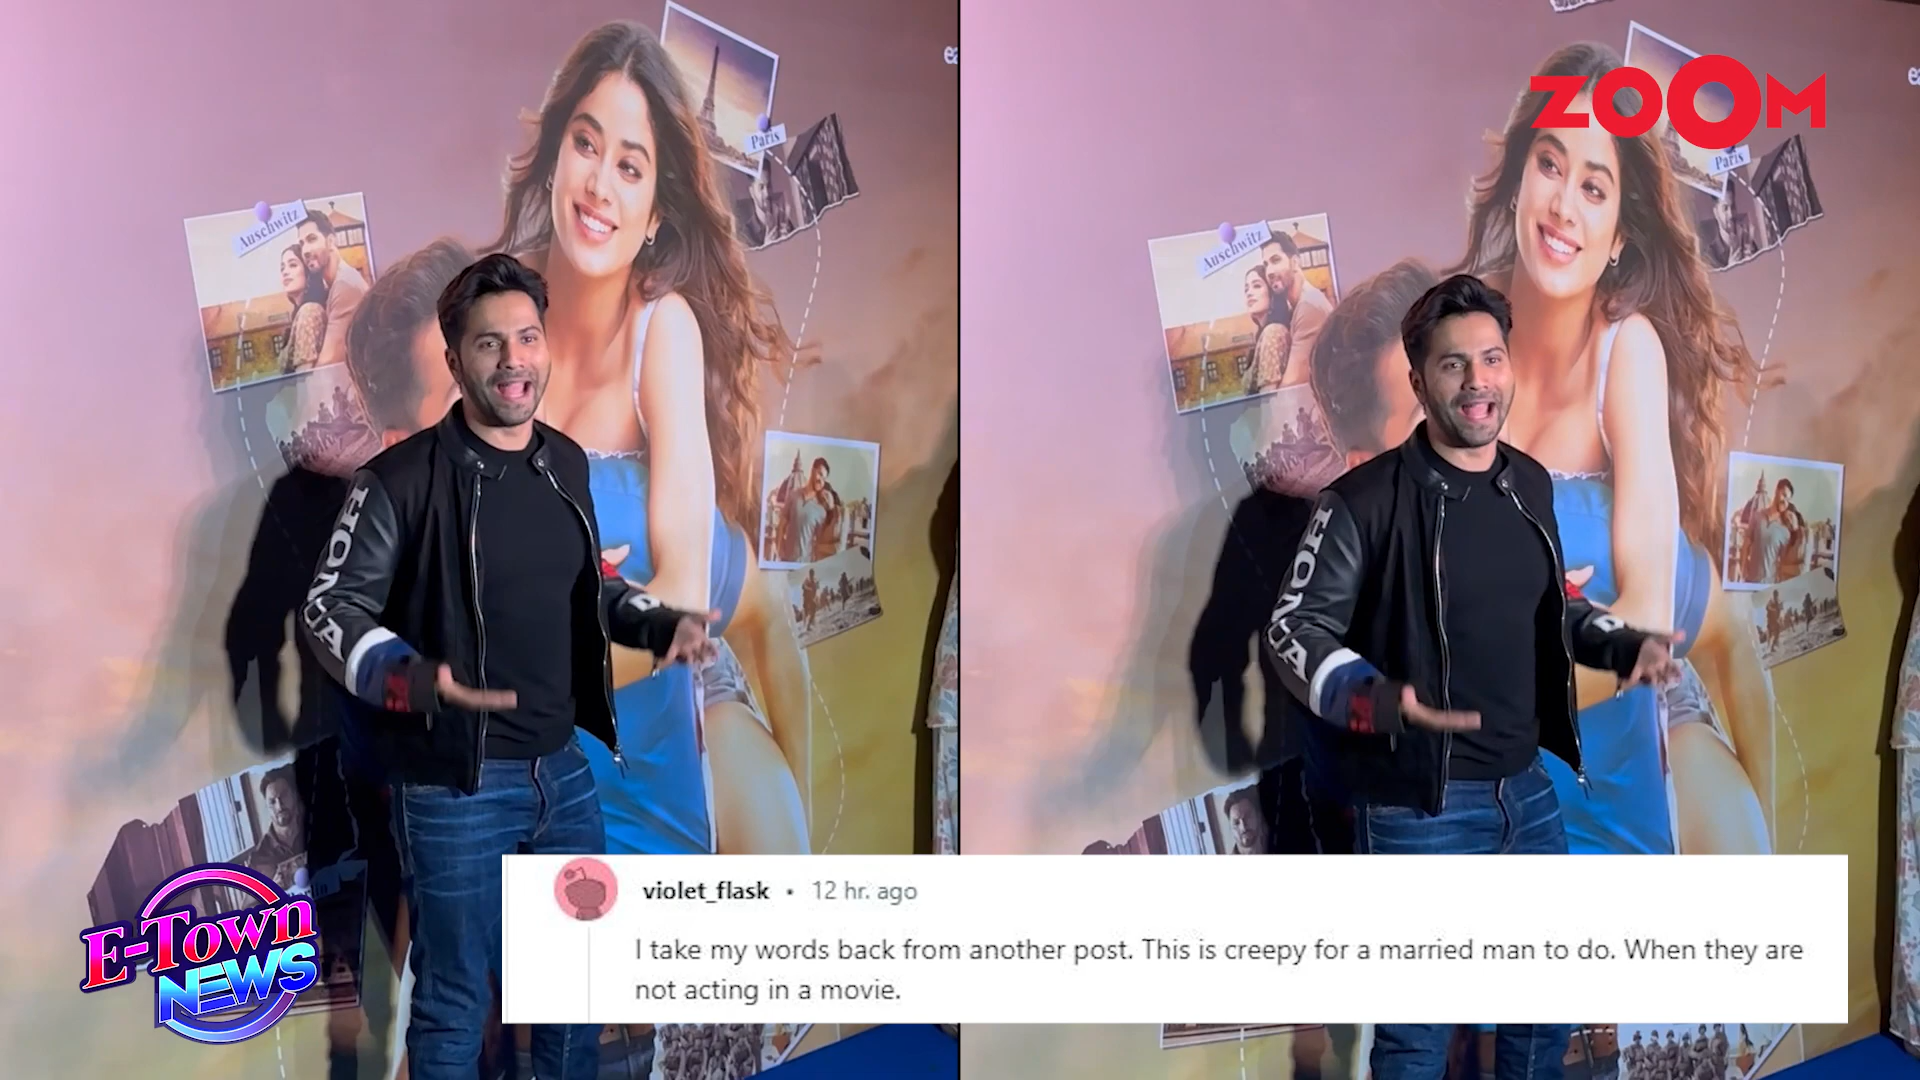 ZOOM
Paris
Paris
Auschwitz
Auschwitz
HONDA
HONDA
E-Town
NEWS
violet_flask • 12 hr. ago
I take my words back from another post. This is creepy for a married man to do. When they are
not acting in a movie.